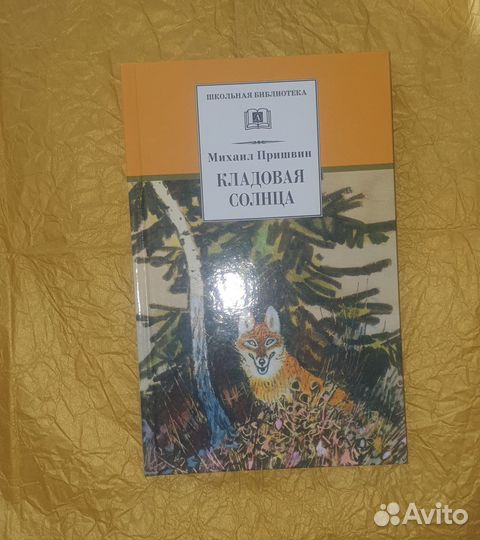 ШКОЛЬНАЯ БИБЛИОТЕКА
Михаил Пришвин
КЛАДОВАЯ
СОЛНЦА
Avito